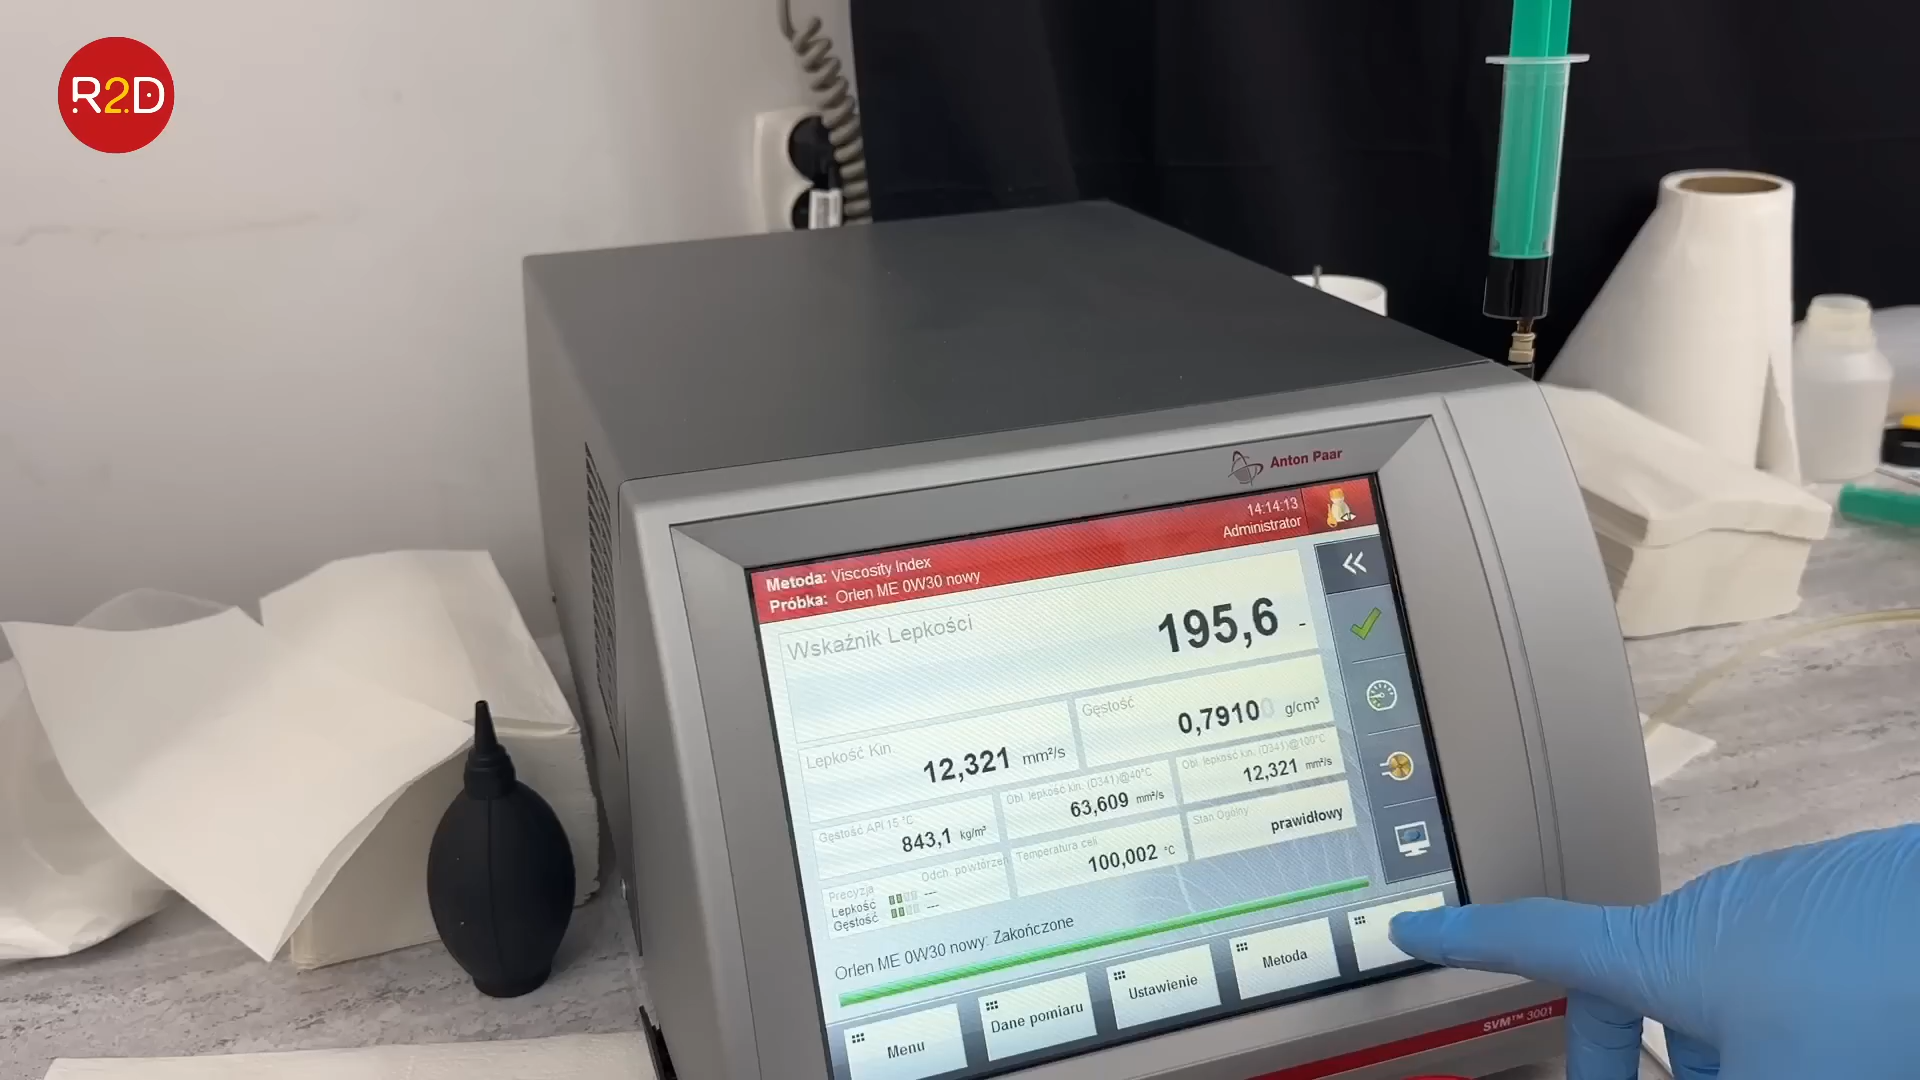 R2D
Anton Paar
14:14:13
Administrator
Metoda: Viscosity Index
Próbka: Orlen ME 0W30 nowy
Wskaźnik Lepkości
195,6 -
Lepkość Kin.
12,321 mm²/s
Gęstość
0,79100 g/cm³
Gęstość API 15 °C
843,1 kg/m³
Obl. lepkość kin. (D341)@40°C
63,609 mm²/s
Obl. lepkość kin. (D341)@100°C
12,321 mm²/s
Precyzja
Odch. powtórzeń
Lepkość ---
Gęstość ---
Temperatura celi
100,002 °C
Stan Ogólny
prawidłowy
Orlen ME 0W30 nowy: Zakończone
Menu
Dane pomiaru
Ustawienie
Metoda
SVM™ 3001